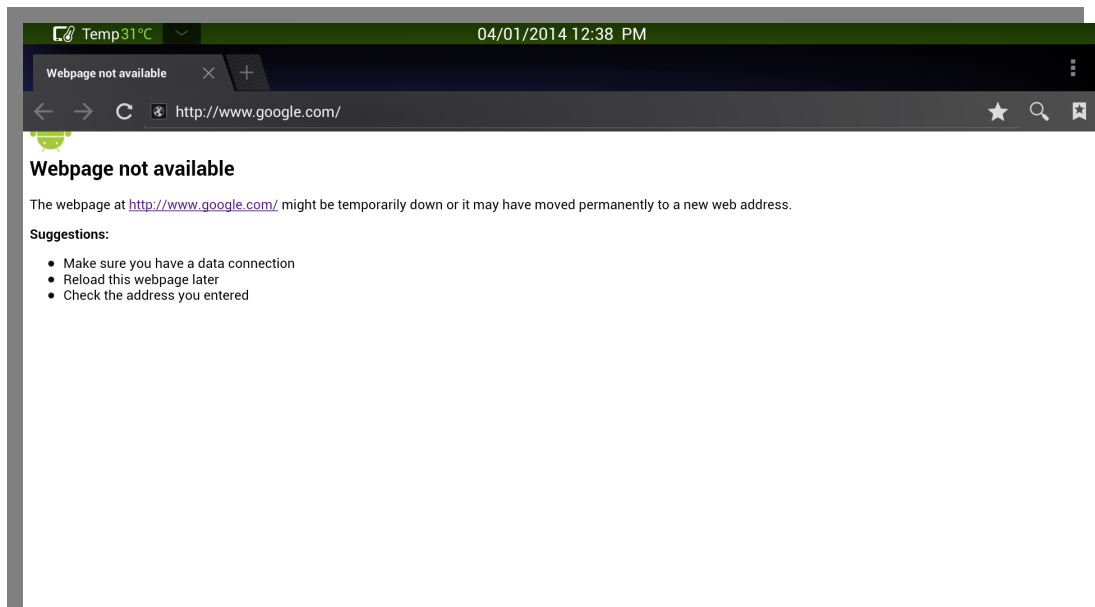 Temp31°C
04/01/2014 12:38 PM
Webpage not available
http://www.google.com/
Webpage not available
The webpage at http://www.google.com/ might be temporarily down or it may have moved permanently to a new web address.
Suggestions:
Make sure you have a data connection
Reload this webpage later
Check the address you entered